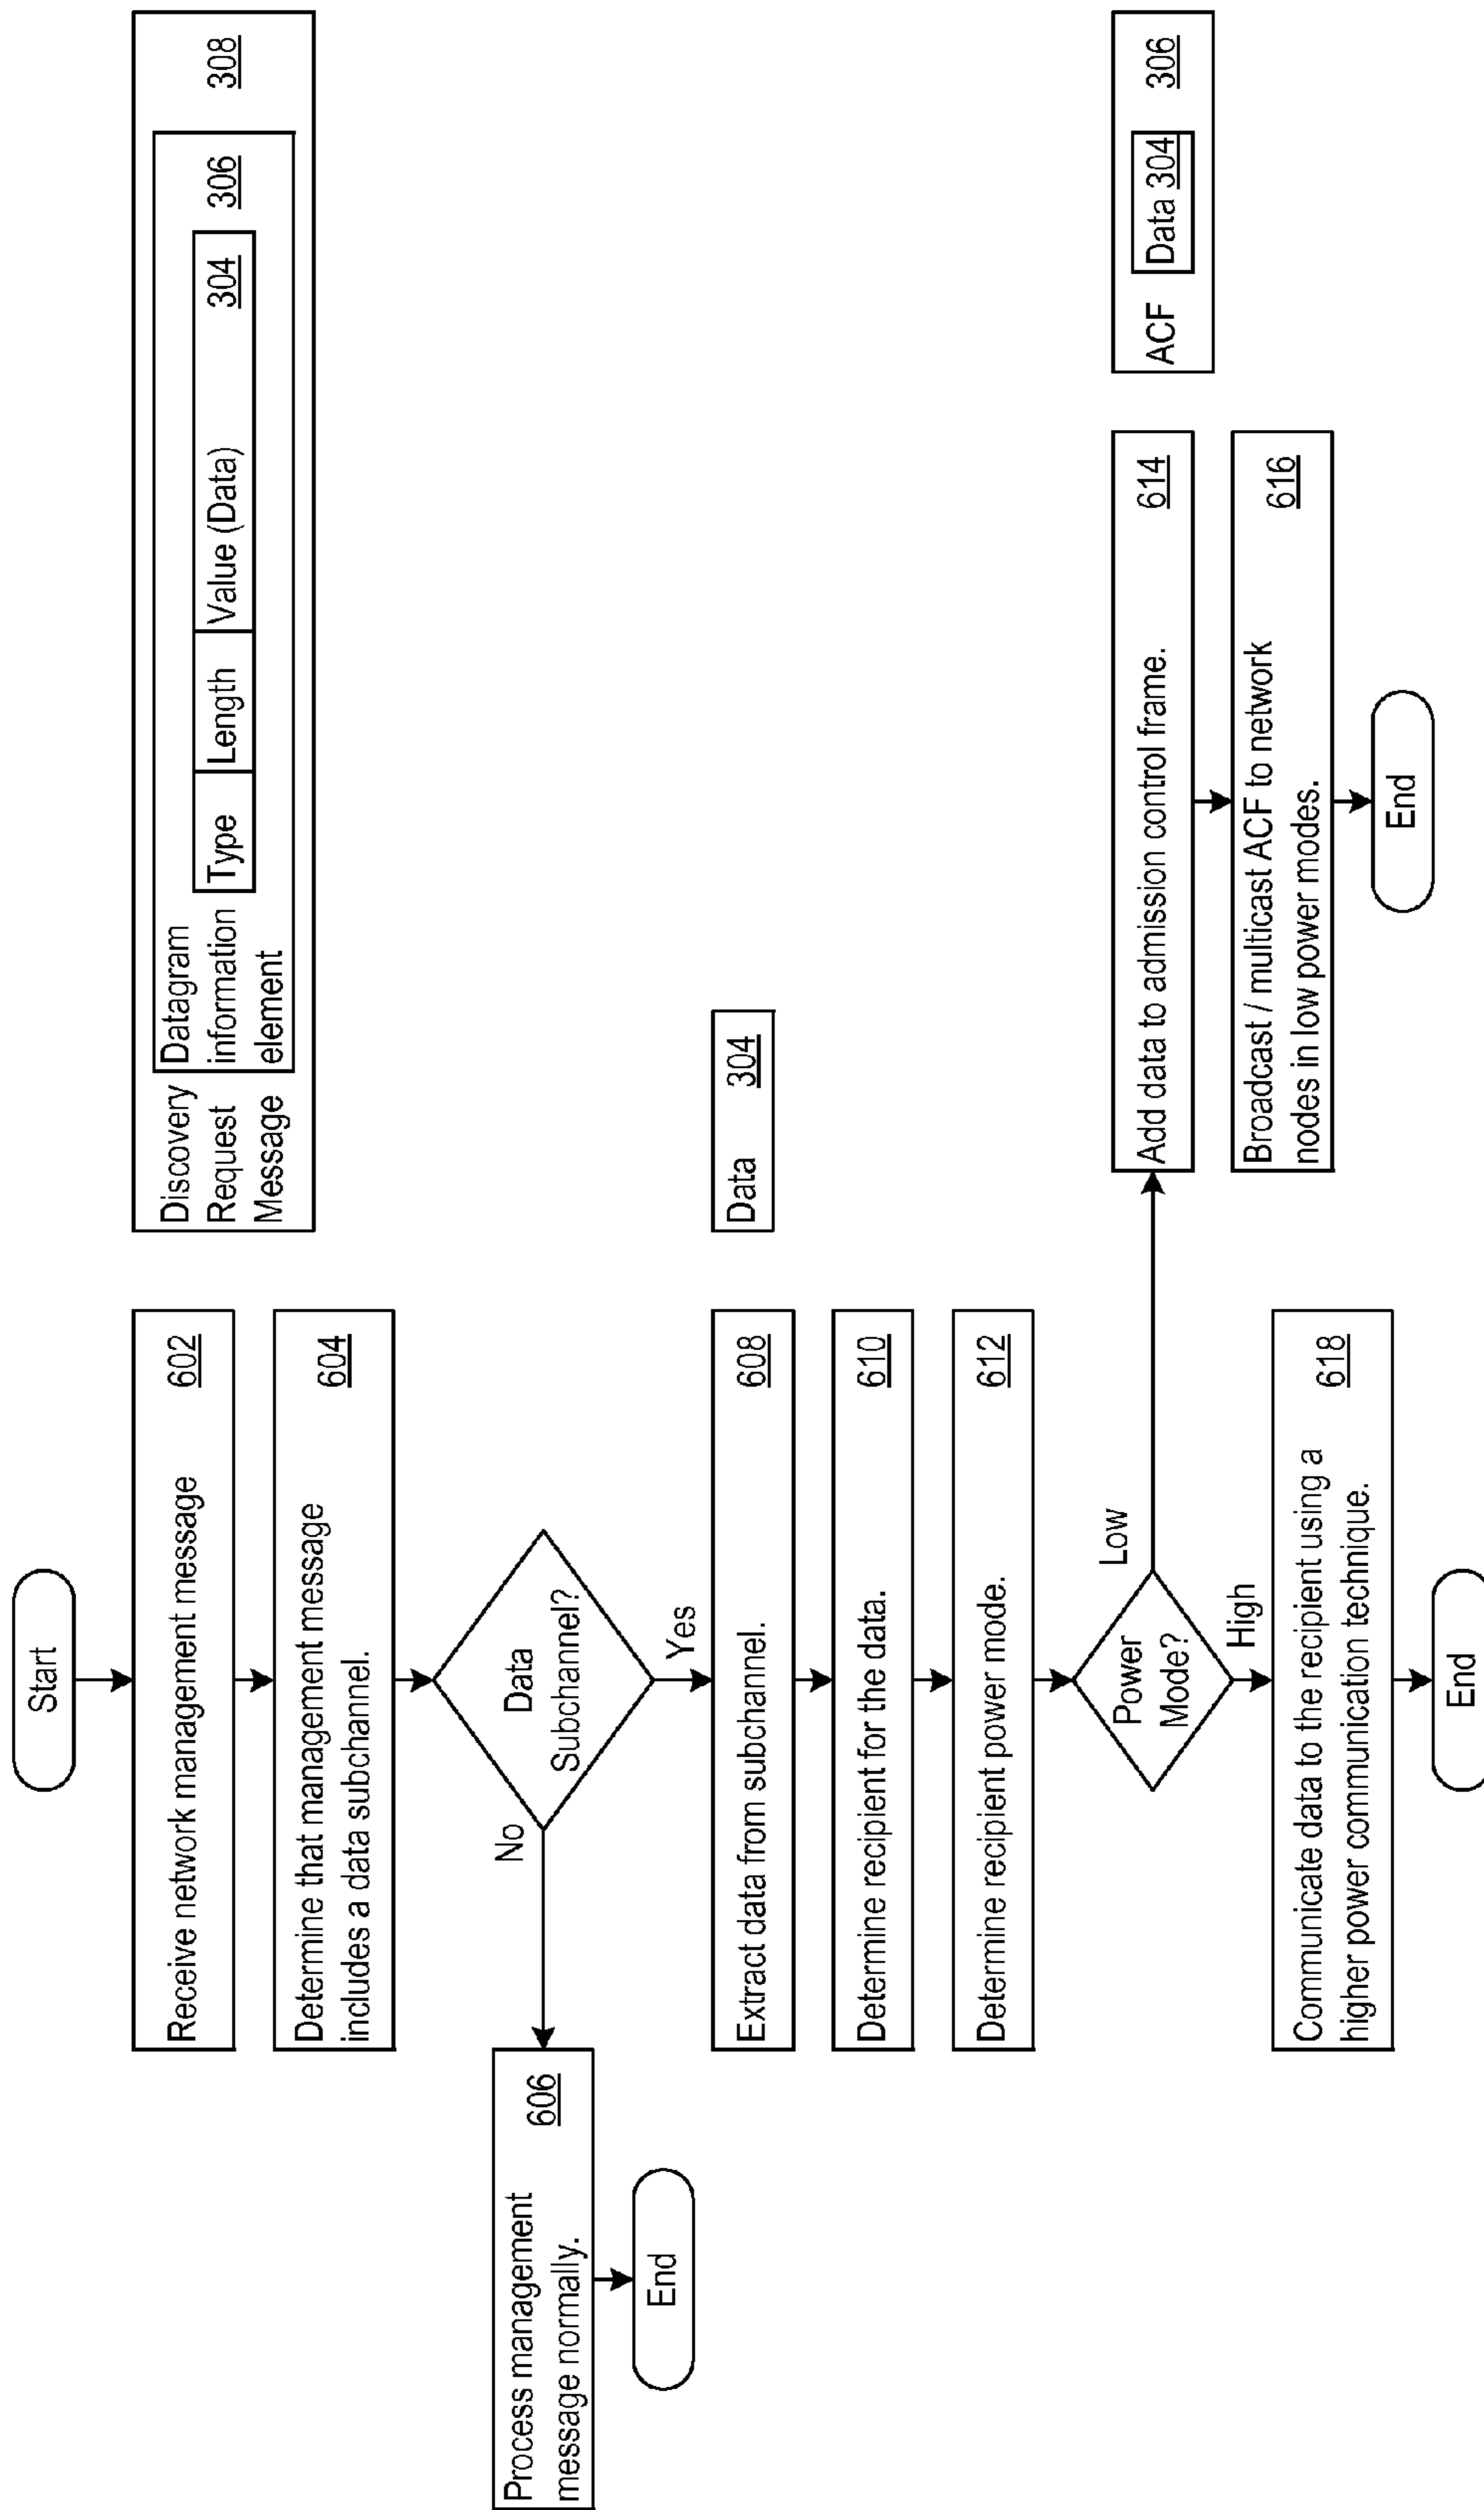 Start
Receive network management message 602
Discovery
Request
Message
Datagram
information
element
Type
Length
Value (Data) 304
306
308
Determine that management message
includes a data subchannel. 604
Data
Subchannel?
No
Yes
Process management
message normally. 606
End
Extract data from subchannel. 608
Data 304
Determine recipient for the data. 610
Determine recipient power mode. 612
Power
Mode?
Low
High
Add data to admission control frame. 614
ACF Data 304 306
Broadcast / multicast ACF to network
nodes in low power modes. 616
End
Communicate data to the recipient using a
higher power communication technique. 618
End